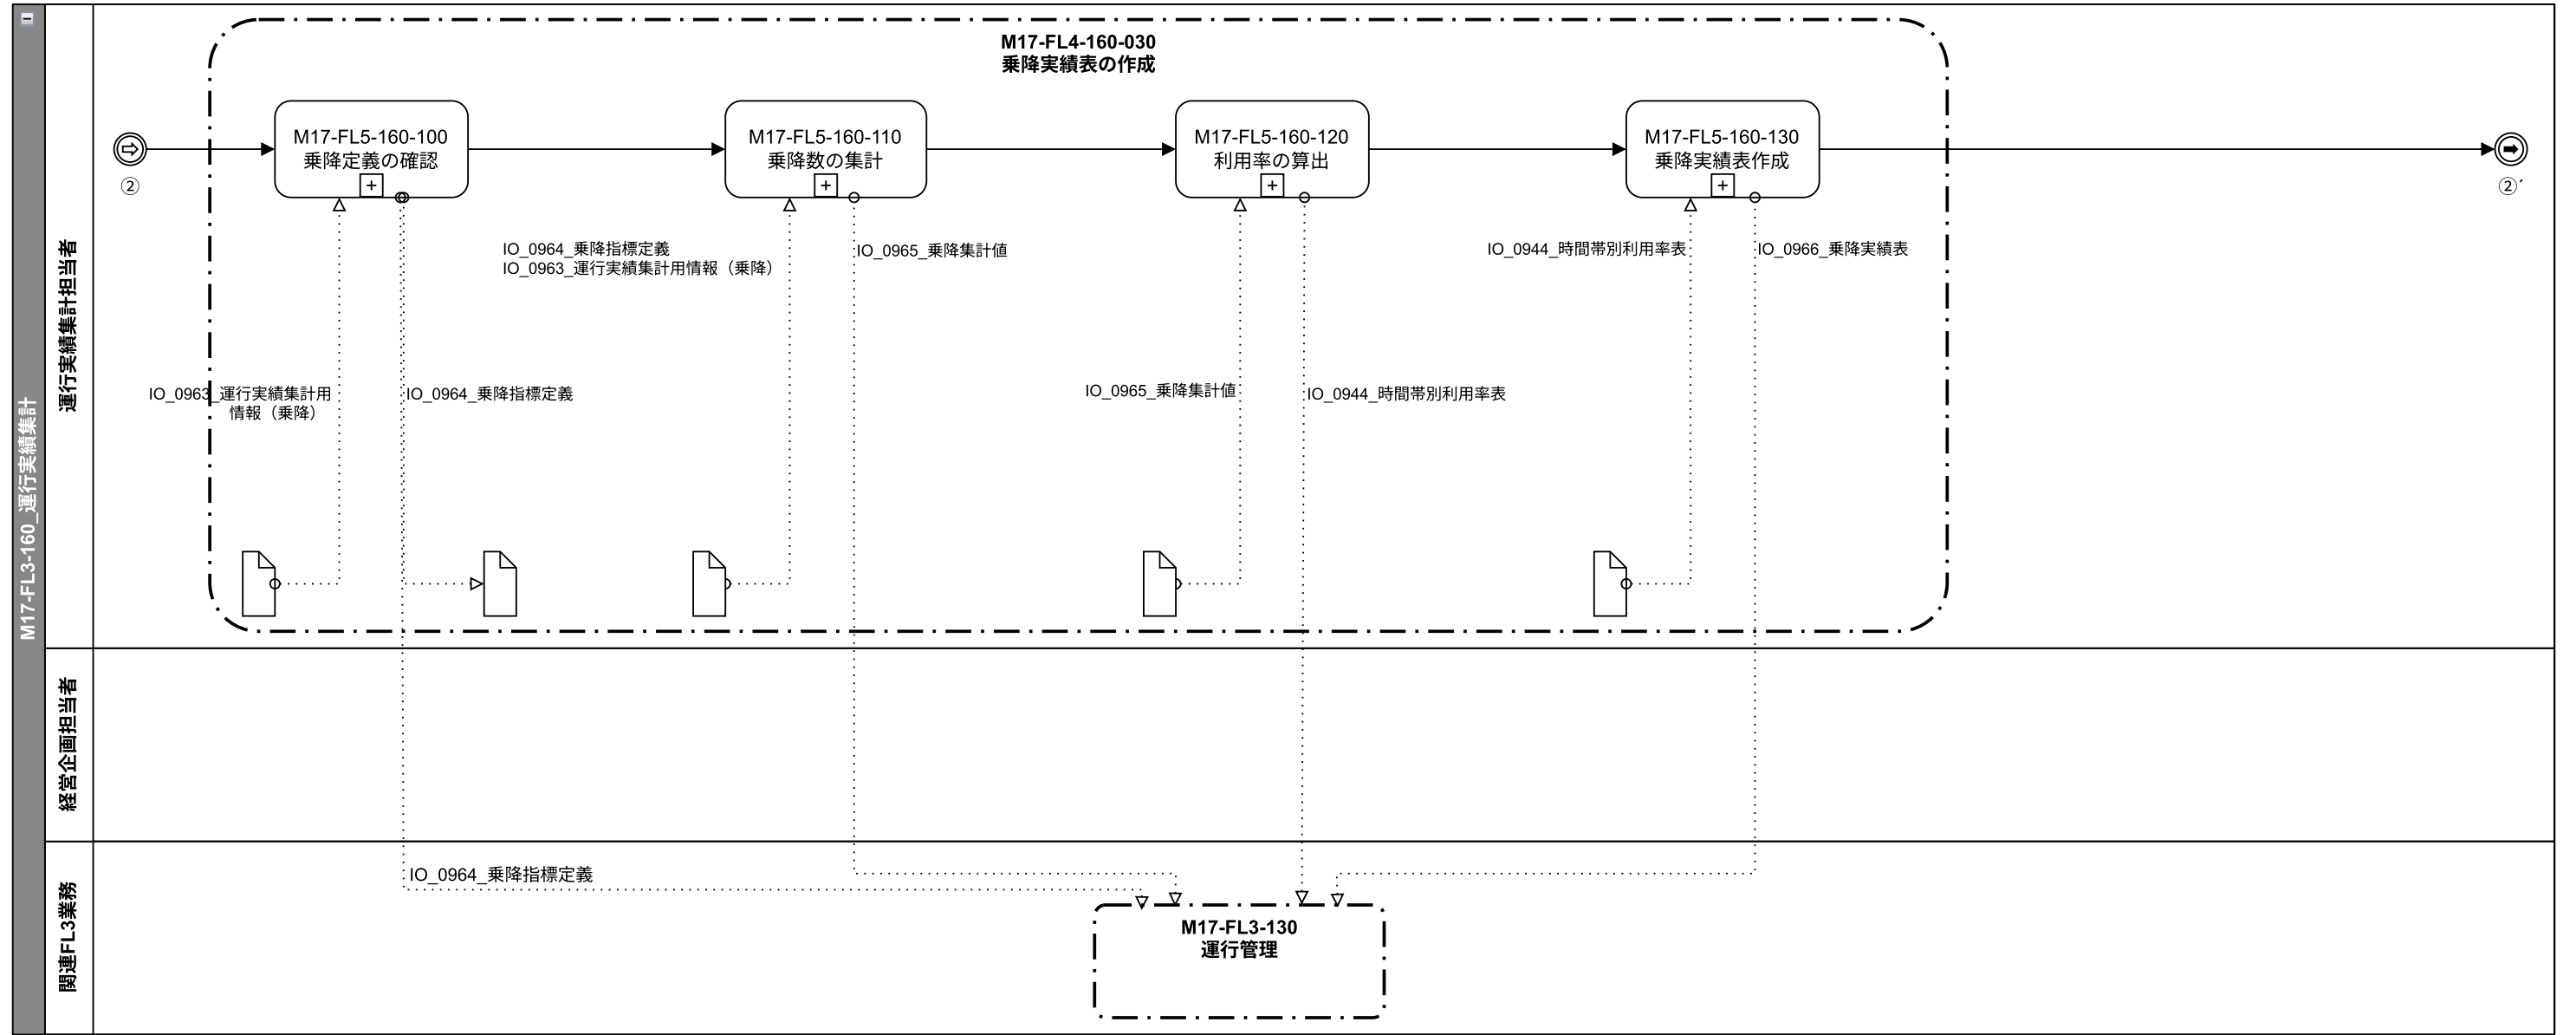 M17-FL3-160_運行実績集計
運行実績集計担当者
M17-FL4-160-030
乗降実績表の作成
②
M17-FL5-160-100
乗降定義の確認
M17-FL5-160-110
乗降数の集計
M17-FL5-160-120
利用率の算出
M17-FL5-160-130
乗降実績表作成
②´
IO_0964_乗降指標定義
IO_0963_運行実績集計用情報（乗降）
IO_0965_乗降集計値
IO_0944_時間帯別利用率表
IO_0966_乗降実績表
IO_0963_運行実績集計用
情報（乗降）
IO_0964_乗降指標定義
IO_0965_乗降集計値
IO_0944_時間帯別利用率表
経営企画担当者
関連FL3業務
IO_0964_乗降指標定義
M17-FL3-130
運行管理